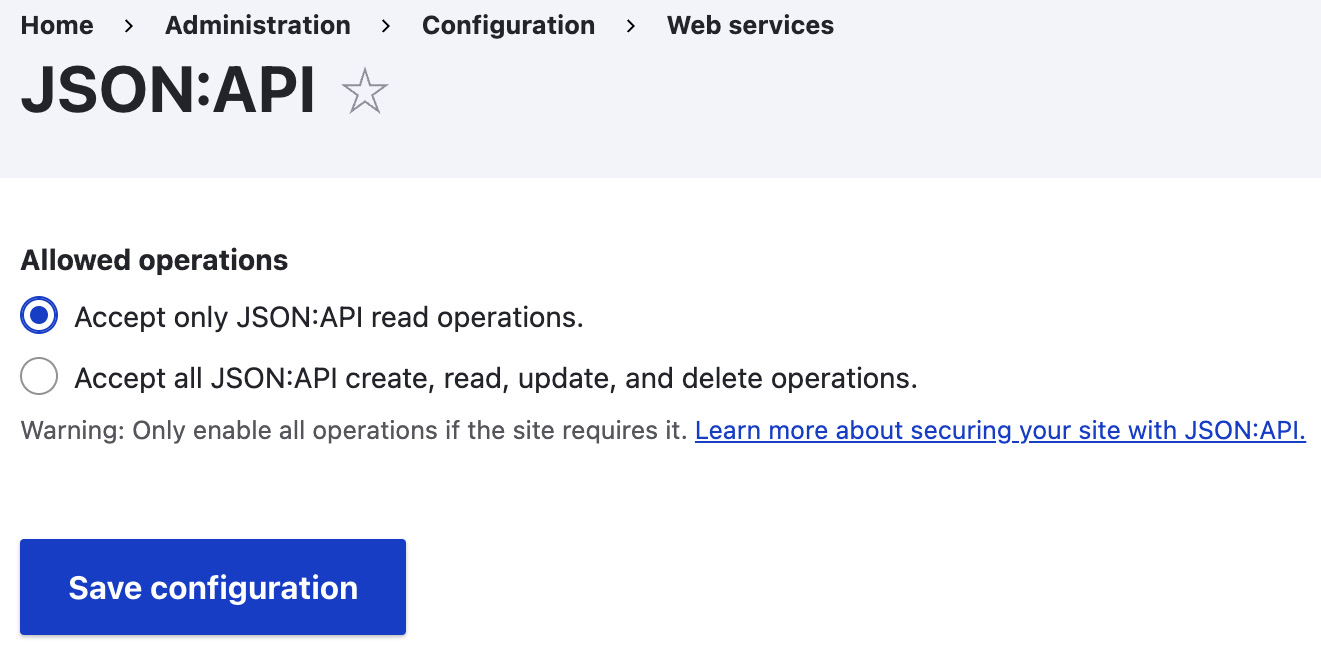 Home > Administration > Configuration > Web services
JSON:API
Allowed operations
Accept only JSON:API read operations.
Accept all JSON:API create, read, update, and delete operations.
Warning: Only enable all operations if the site requires it. Learn more about securing your site with JSON:API.
Save configuration